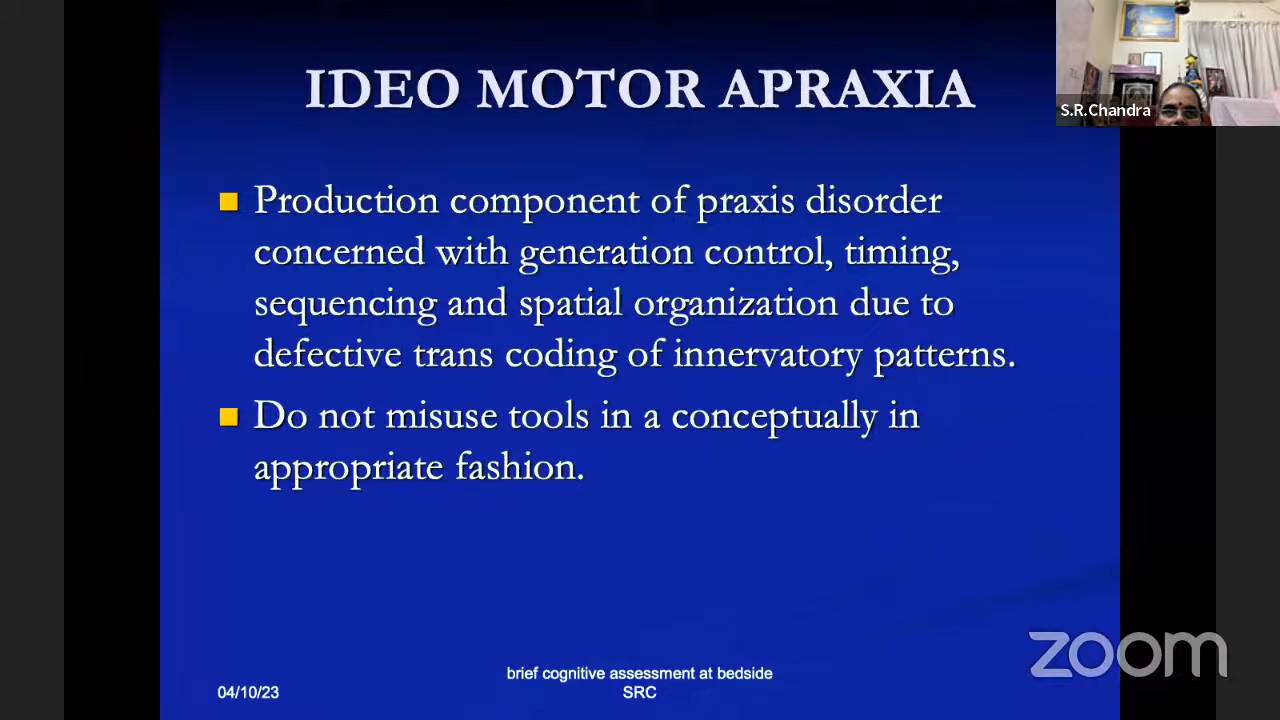 IDEO MOTOR APRAXIA
S.R.Chandra
Production component of praxis disorder
concerned with generation control, timing,
sequencing and spatial organization due to
defective trans coding of innervatory patterns.
Do not misuse tools in a conceptually in
appropriate fashion.
zoom
brief cognitive assessment at bedside
SRC
04/10/23